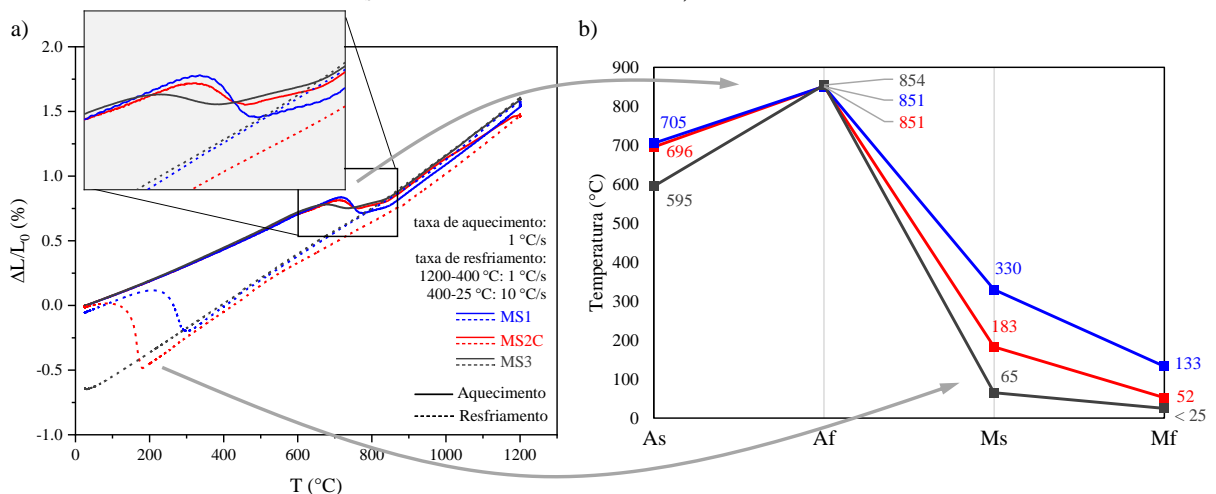 a)
ΔL/L0 (%)
2.0
1.5
1.0
0.5
0.0
-0.5
-1.0
taxa de aquecimento:
1 °C/s
taxa de resfriamento:
1200-400 °C: 1 °C/s
400-25 °C: 10 °C/s
MS1
MS2C
MS3
Aquecimento
Resfriamento
0 200 400 600 800 1000 1200
T (°C)
b)
Temperatura (°C)
900
800
700
600
500
400
300
200
100
0
705
696
595
854
851
851
330
183
65
133
52
< 25
As Af Ms Mf